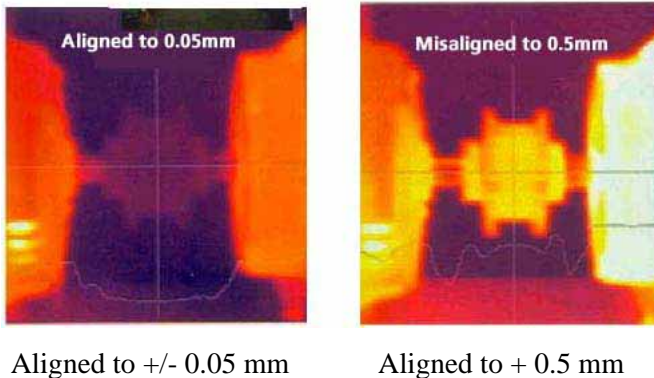 Aligned to 0.05mm
Misaligned to 0.5mm
Aligned to +/- 0.05 mm
Aligned to + 0.5 mm